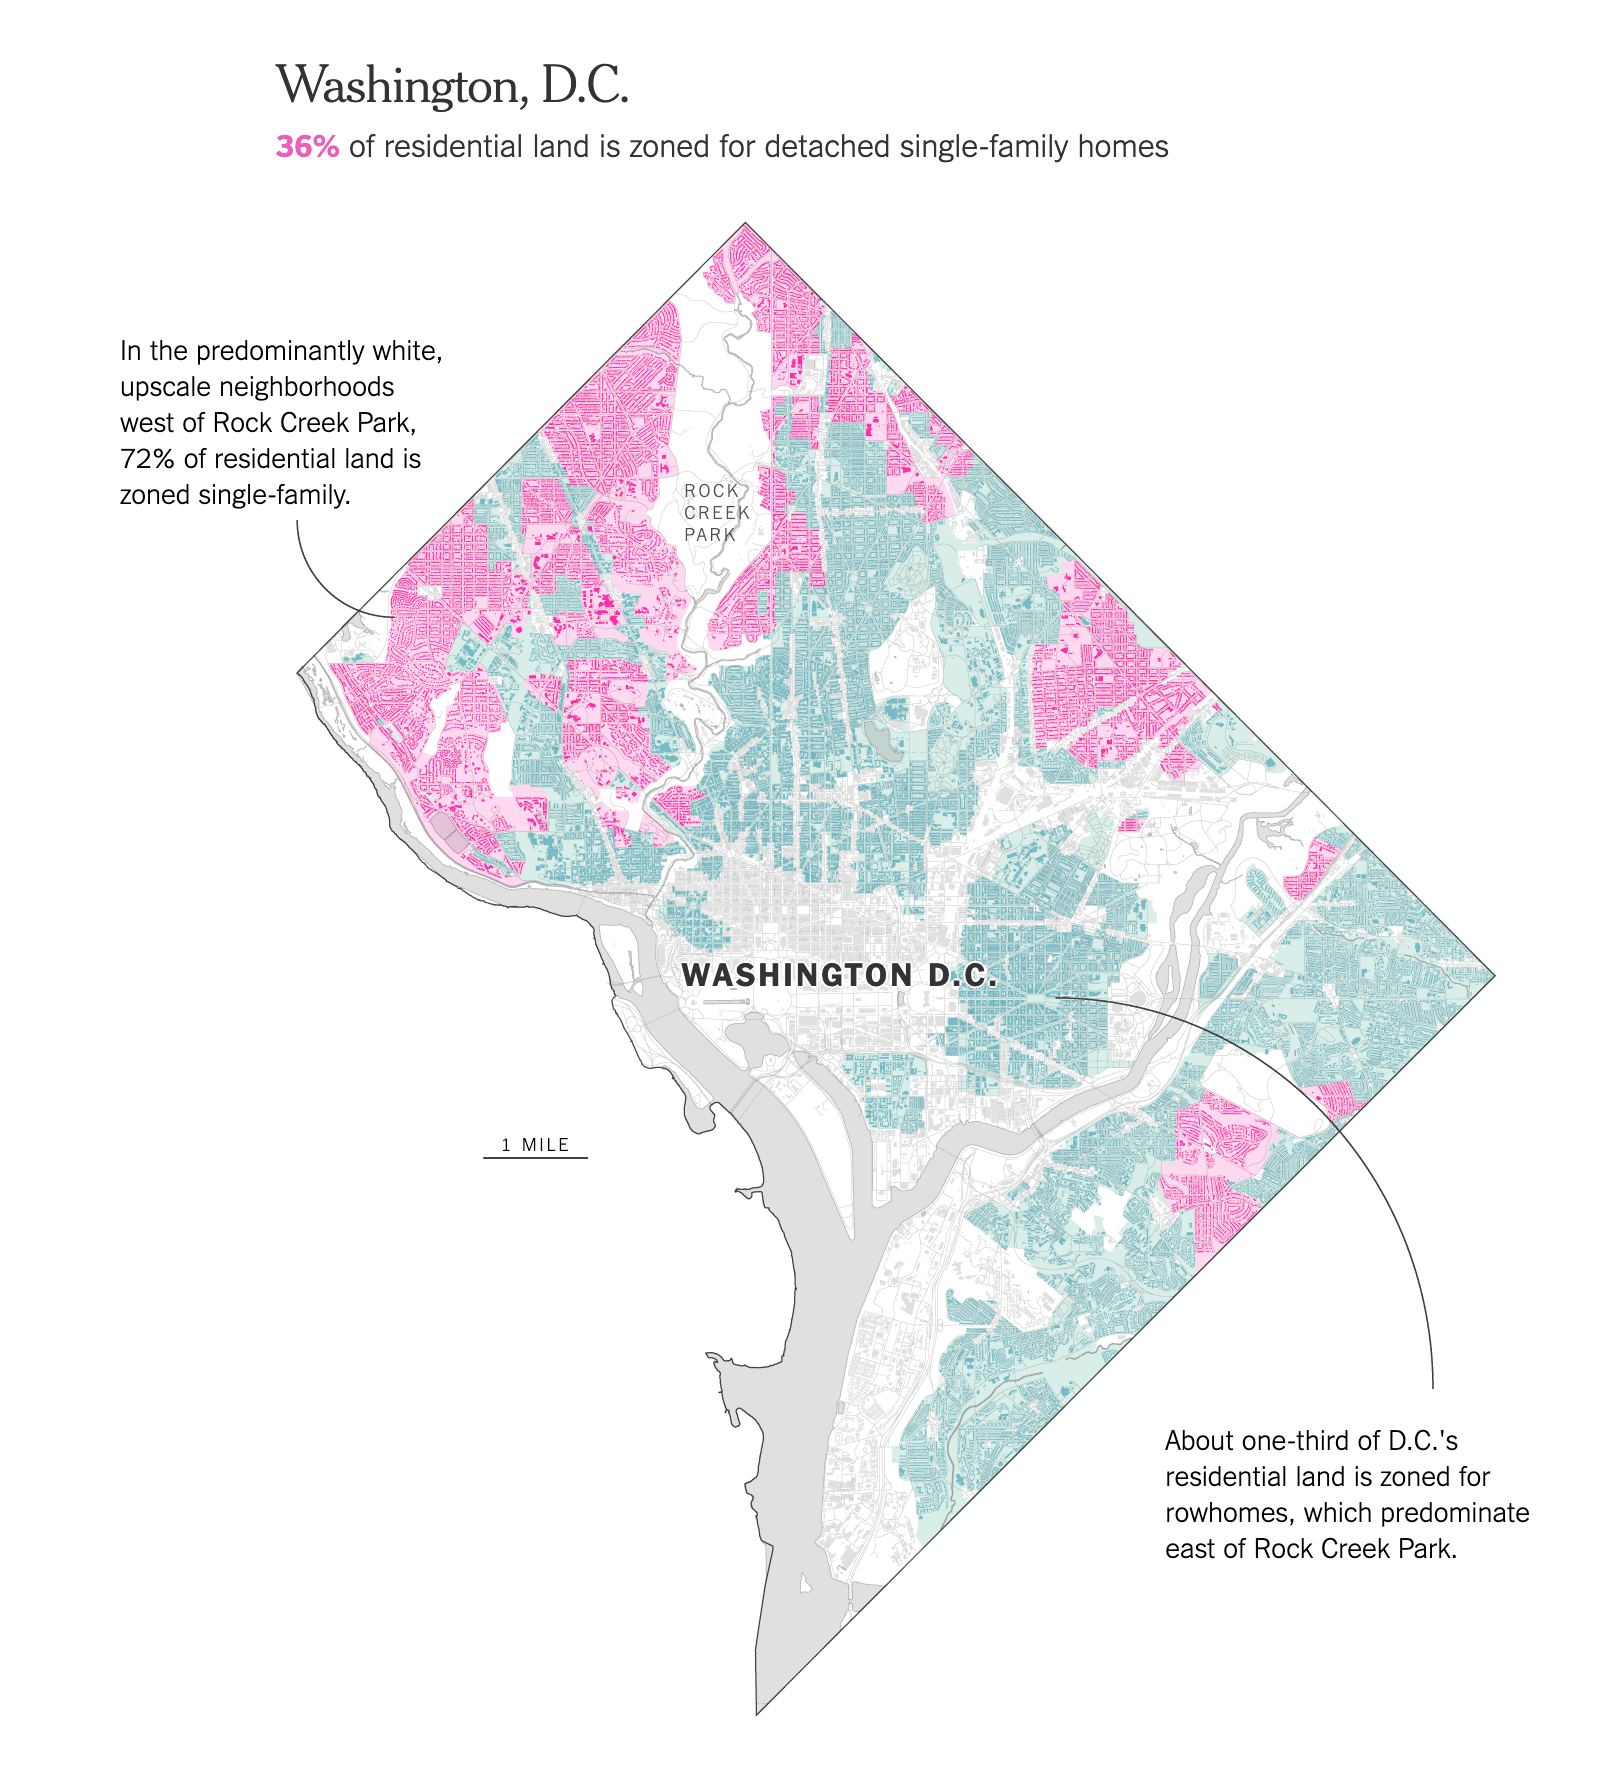 Washington, D.C.
36% of residential land is zoned for detached single-family homes
In the predominantly white,
upscale neighborhoods
west of Rock Creek Park,
72% of residential land is
zoned single-family.
ROCK
CREEK
PARK
WASHINGTON D.C.
1 MILE
About one-third of D.C.'s
residential land is zoned for
rowhomes, which predominate
east of Rock Creek Park.